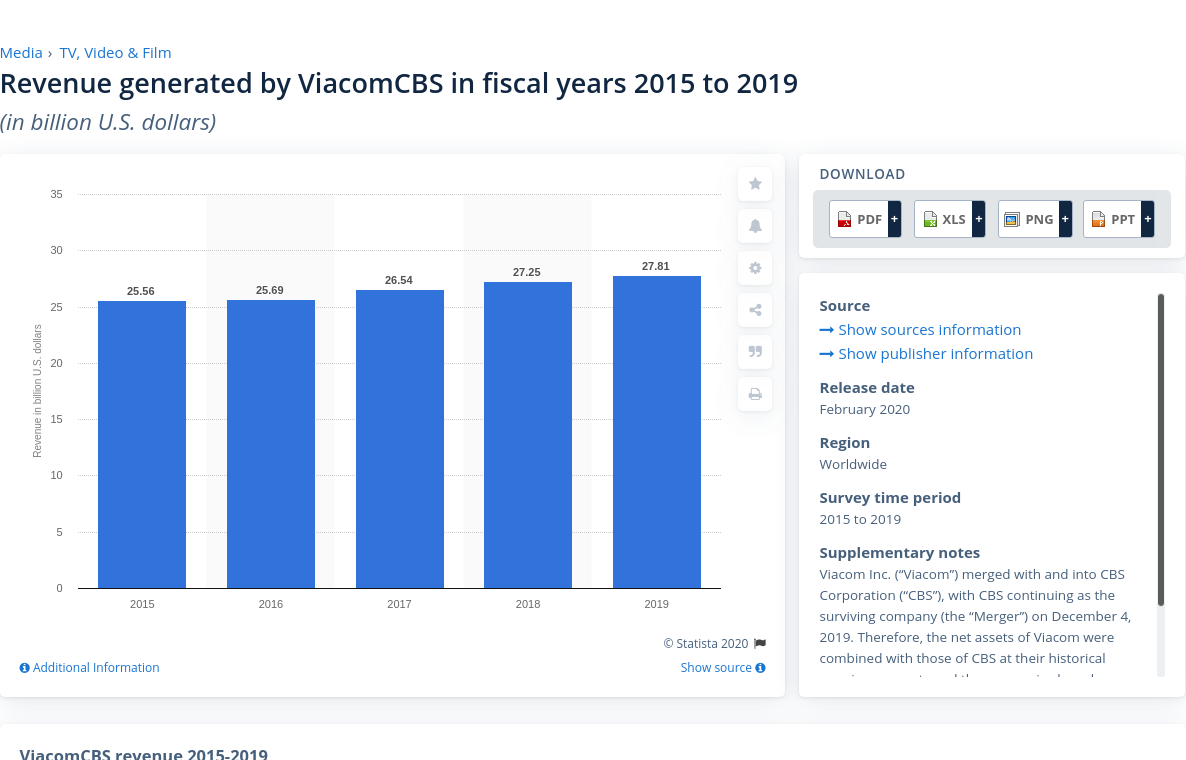 Media › TV, Video & Film
Revenue generated by ViacomCBS in fiscal years 2015 to 2019
(in billion U.S. dollars)
35
30
25
20
15
10
5
0
Revenue in billion U.S. dollars
25.56
25.69
26.54
27.25
27.81
2015
2016
2017
2018
2019
© Statista 2020
Additional Information
Show source
DOWNLOAD
PDF +
XLS +
PNG +
PPT +
Source
Show sources information
Show publisher information
Release date
February 2020
Region
Worldwide
Survey time period
2015 to 2019
Supplementary notes
Viacom Inc. (“Viacom”) merged with and into CBS
Corporation (“CBS”), with CBS continuing as the
surviving company (the “Merger”) on December 4,
2019. Therefore, the net assets of Viacom were
combined with those of CBS at their historical
ViacomCBS revenue 2015-2019